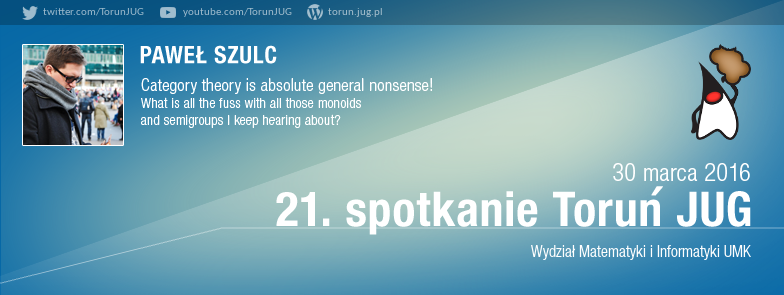 twitter.com/TorunJUG youtube.com/TorunJUG torun.jug.pl
PAWEŁ SZULC
Category theory is absolute general nonsense!
What is all the fuss with all those monoids
and semigroups I keep hearing about?
30 marca 2016
21. spotkanie Toruń JUG
Wydział Matematyki i Informatyki UMK